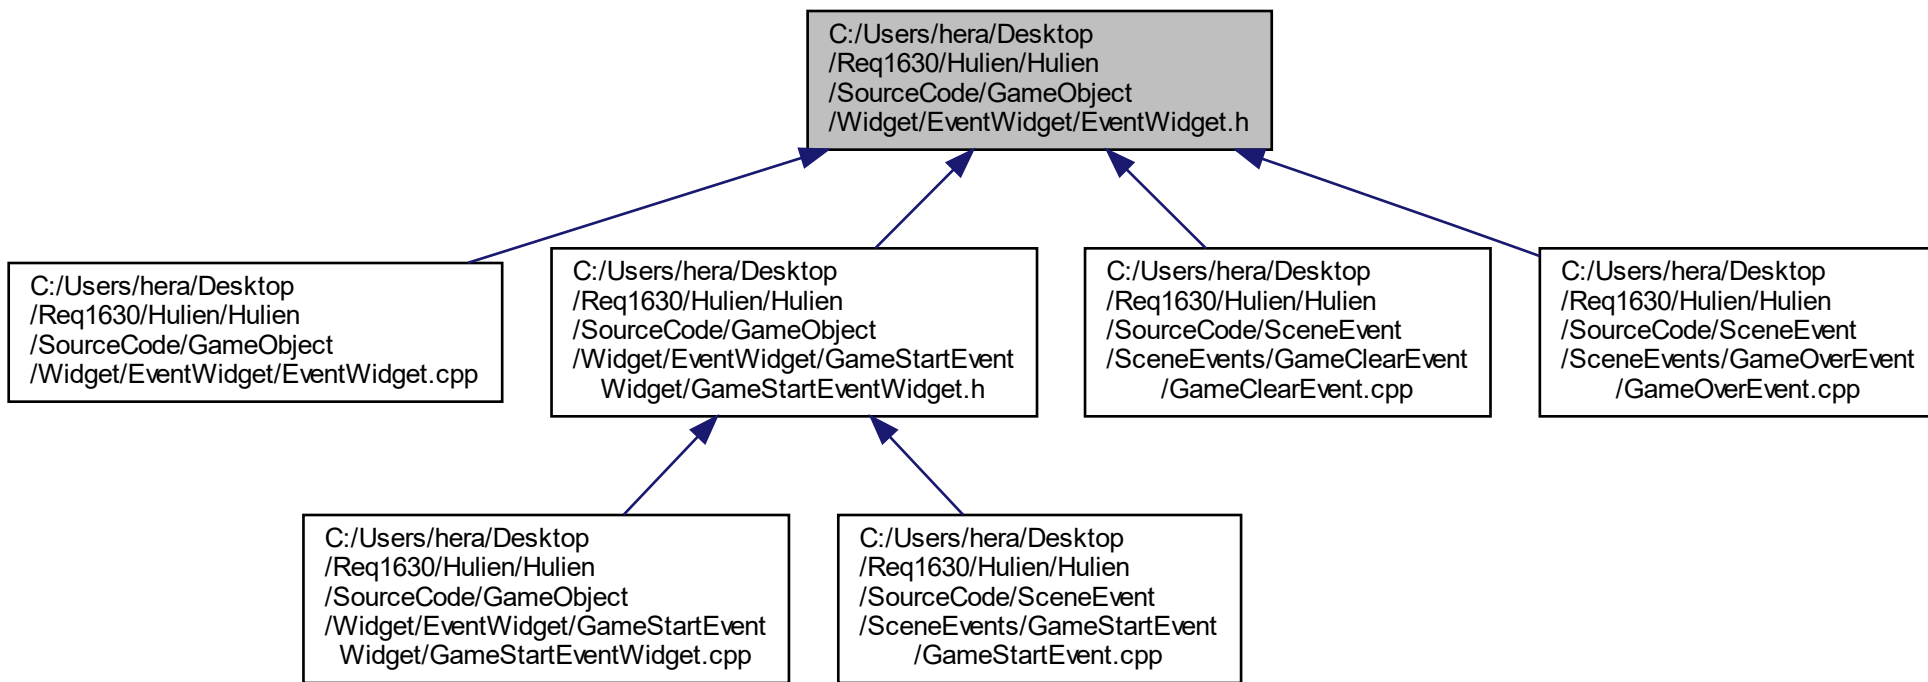 C:/Users/hera/Desktop
/Req1630/Hulien/Hulien
/SourceCode/GameObject
/Widget/EventWidget/EventWidget.h
C:/Users/hera/Desktop
/Req1630/Hulien/Hulien
/SourceCode/GameObject
/Widget/EventWidget/EventWidget.cpp
C:/Users/hera/Desktop
/Req1630/Hulien/Hulien
/SourceCode/GameObject
/Widget/EventWidget/GameStartEvent
Widget/GameStartEventWidget.h
C:/Users/hera/Desktop
/Req1630/Hulien/Hulien
/SourceCode/SceneEvent
/SceneEvents/GameClearEvent
/GameClearEvent.cpp
C:/Users/hera/Desktop
/Req1630/Hulien/Hulien
/SourceCode/SceneEvent
/SceneEvents/GameOverEvent
/GameOverEvent.cpp
C:/Users/hera/Desktop
/Req1630/Hulien/Hulien
/SourceCode/GameObject
/Widget/EventWidget/GameStartEvent
Widget/GameStartEventWidget.cpp
C:/Users/hera/Desktop
/Req1630/Hulien/Hulien
/SourceCode/SceneEvent
/SceneEvents/GameStartEvent
/GameStartEvent.cpp